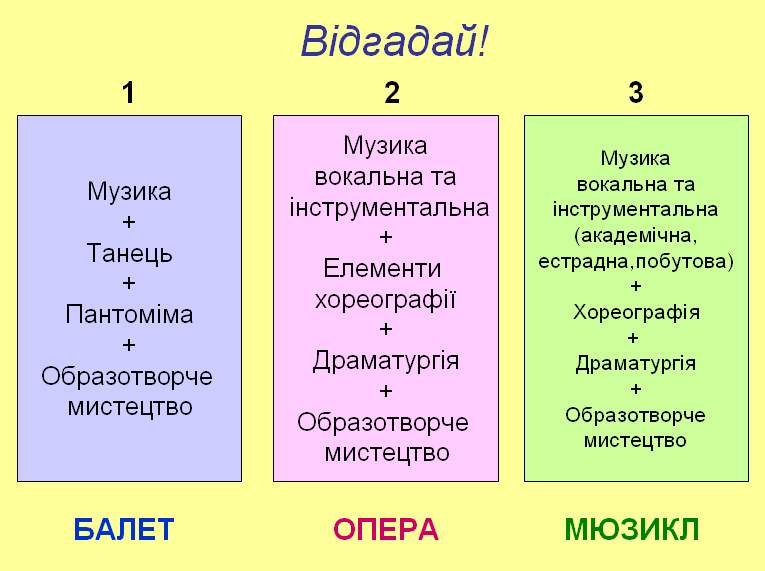 Відгадай!
1
Музика
+
Танець
+
Пантоміма
+
Образотворче
мистецтво
БАЛЕТ
2
Музика
вокальна та
інструментальна
+
Елементи
хореографії
+
Драматургія
+
Образотворче
мистецтво
ОПЕРА
3
Музика
вокальна та
інструментальна
(академічна,
естрадна,побутова)
+
Хореографія
+
Драматургія
+
Образотворче
мистецтво
МЮЗИКЛ